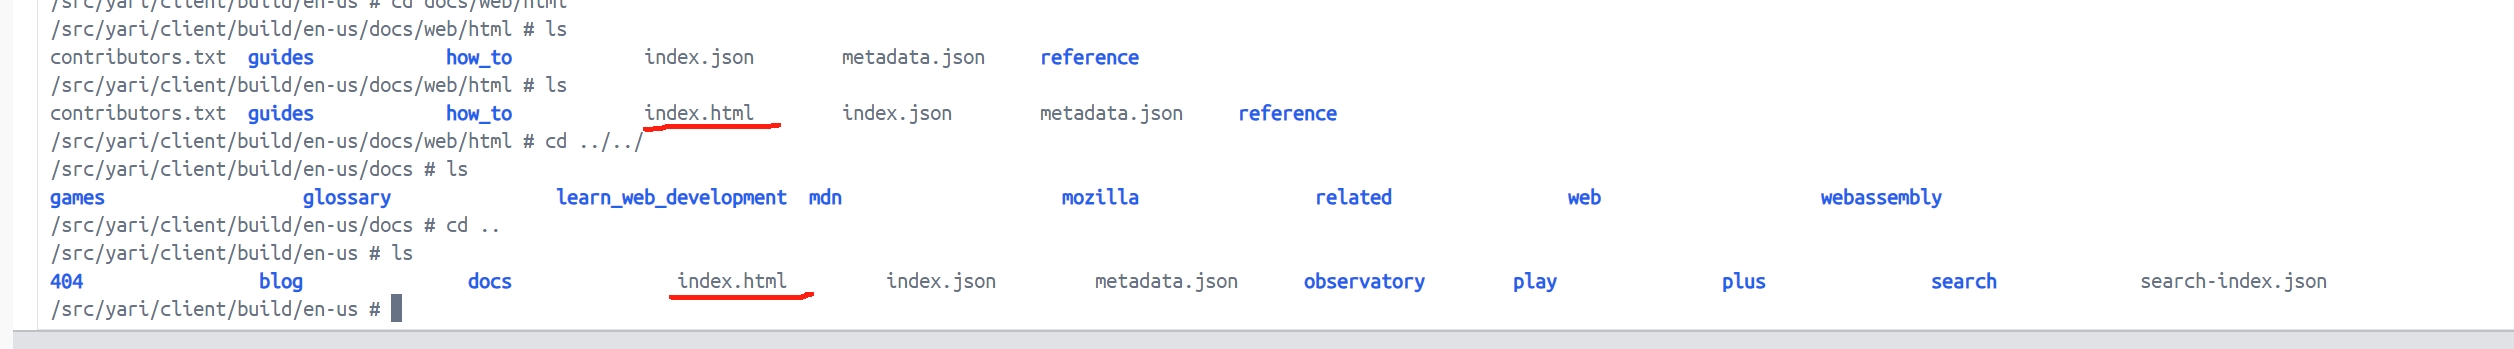 /src/yari/client/build/en-us # cd docs/web/html
/src/yari/client/build/en-us/docs/web/html # ls
contributors.txt guides how_to index.json metadata.json reference
/src/yari/client/build/en-us/docs/web/html # ls
contributors.txt guides how_to index.html index.json metadata.json reference
/src/yari/client/build/en-us/docs/web/html # cd ../../
/src/yari/client/build/en-us/docs # ls
games glossary learn_web_development mdn mozilla related web webassembly
/src/yari/client/build/en-us/docs # cd ..
/src/yari/client/build/en-us # ls
404 blog docs index.html index.json metadata.json observatory play plus search search-index.json
/src/yari/client/build/en-us #